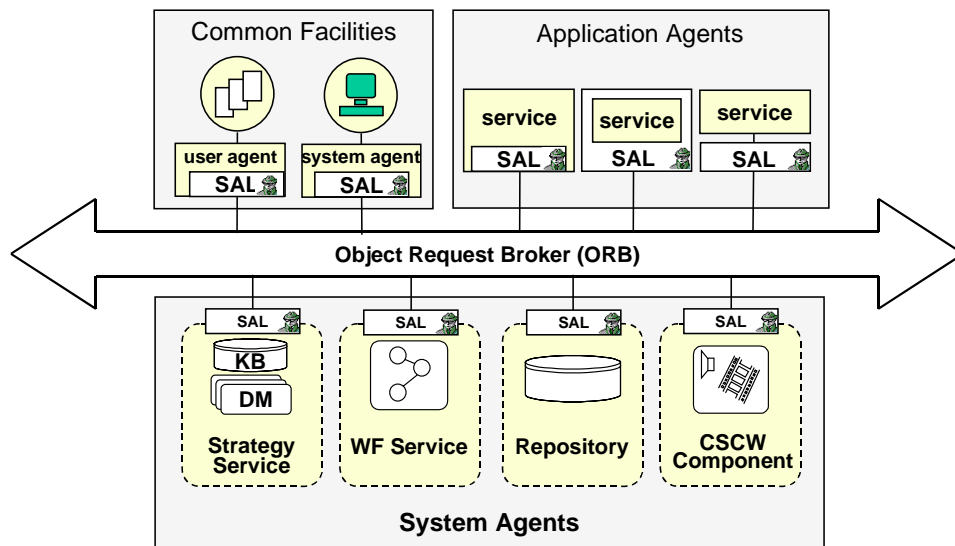 Common Facilities
Application Agents
user agent
SAL
system agent
SAL
service
SAL
service
SAL
service
SAL
Object Request Broker (ORB)
SAL
KB
DM
Strategy
Service
SAL
WF Service
SAL
Repository
SAL
CSCW
Component
System Agents